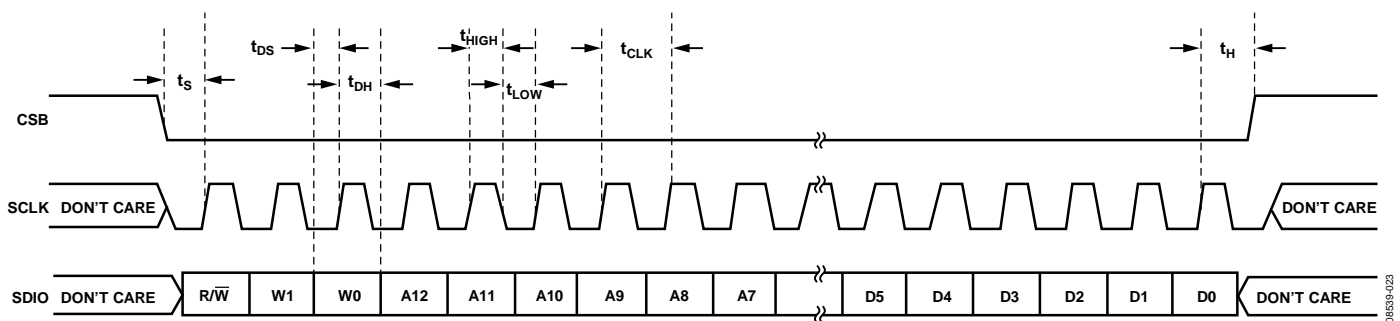 tDS
tHIGH
tCLK
tH
tS
tDH
tLOW
CSB
SCLK DON'T CARE
DON'T CARE
SDIO DON'T CARE R/W̅ W1 W0 A12 A11 A10 A9 A8 A7 D5 D4 D3 D2 D1 D0 DON'T CARE
08539-023